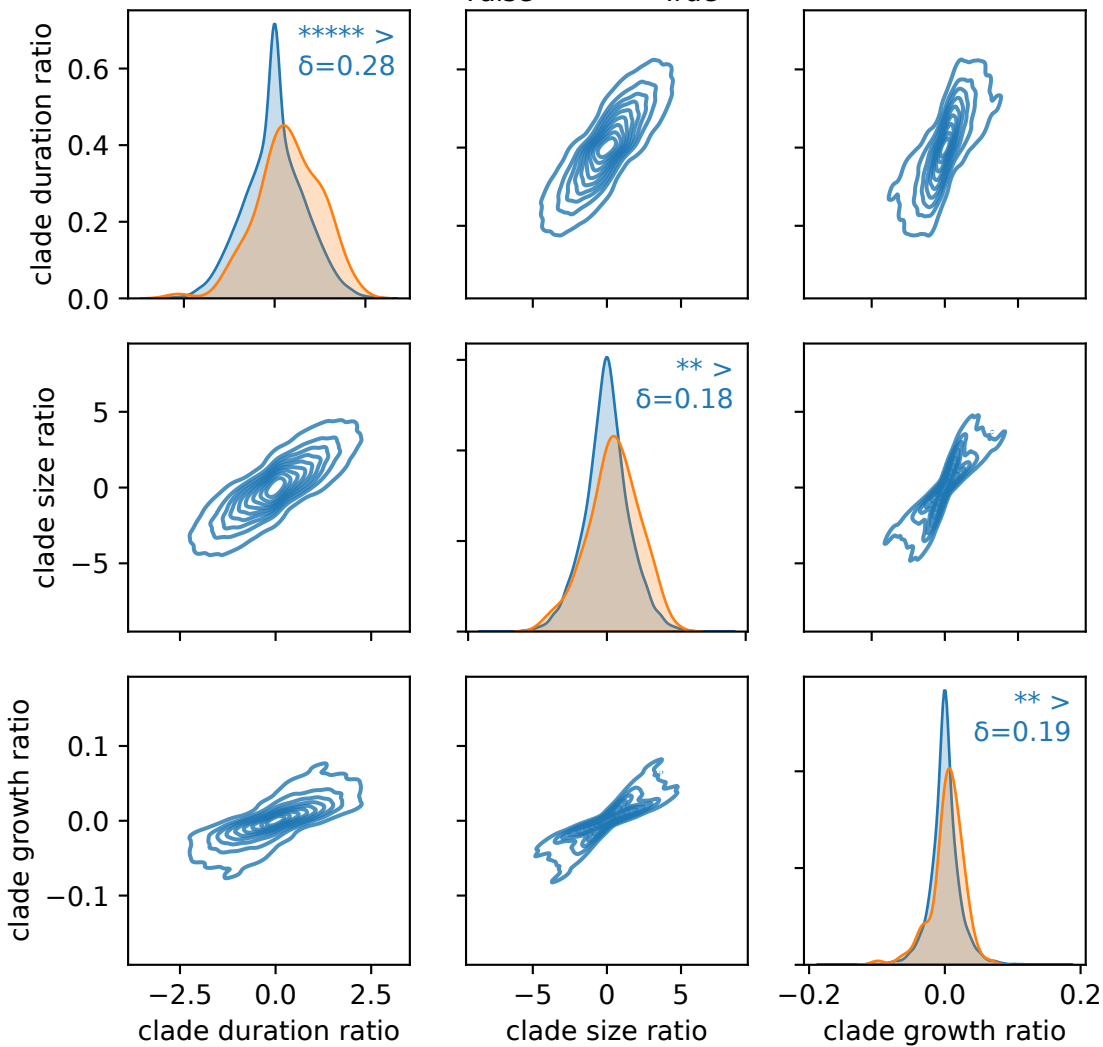 clade duration ratio
0.6
0.4
0.2
0.0
***** >
δ=0.28
clade size ratio
5
0
−5
** >
δ=0.18
clade growth ratio
0.1
0.0
−0.1
** >
δ=0.19
−2.5 0.0 2.5
−5 0 5
−0.2 0.0 0.2
clade duration ratio
clade size ratio
clade growth ratio